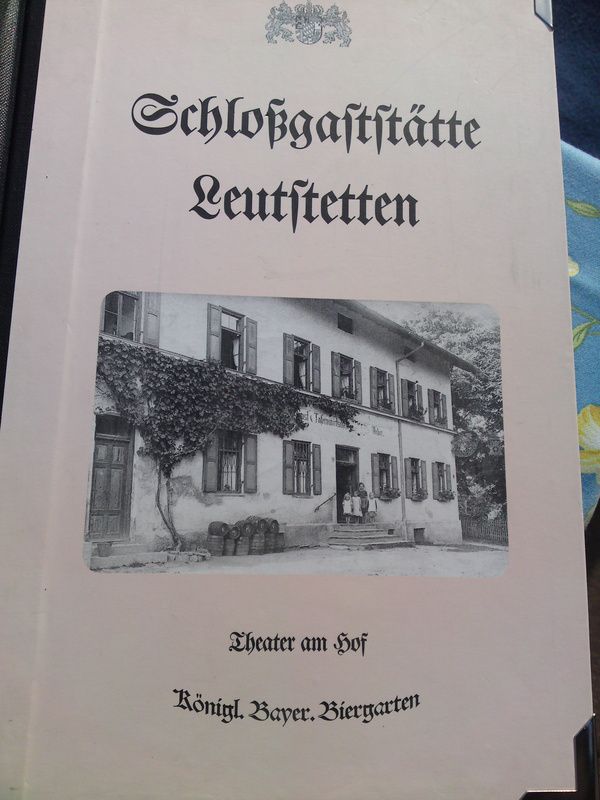 Schloßgaſtſtätte
Leutſtetten
Theater am Hof
Königl. Bayer. Biergarten